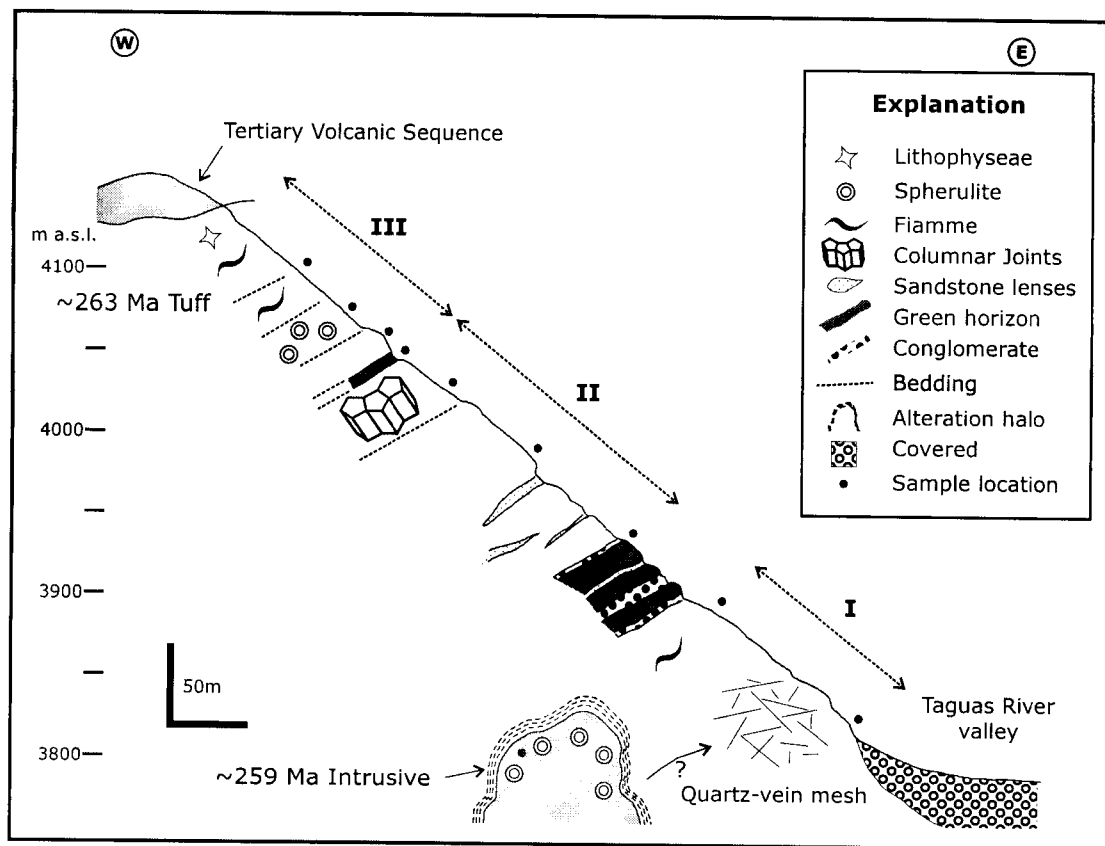 W
E
Tertiary Volcanic Sequence
III
m a.s.l.
4100
~263 Ma Tuff
II
4000
3900
I
50m
Taguas River
valley
3800
~259 Ma Intrusive
?
Quartz-vein mesh
Explanation
Lithophyseae
Spherulite
Fiamme
Columnar Joints
Sandstone lenses
Green horizon
Conglomerate
Bedding
Alteration halo
Covered
Sample location